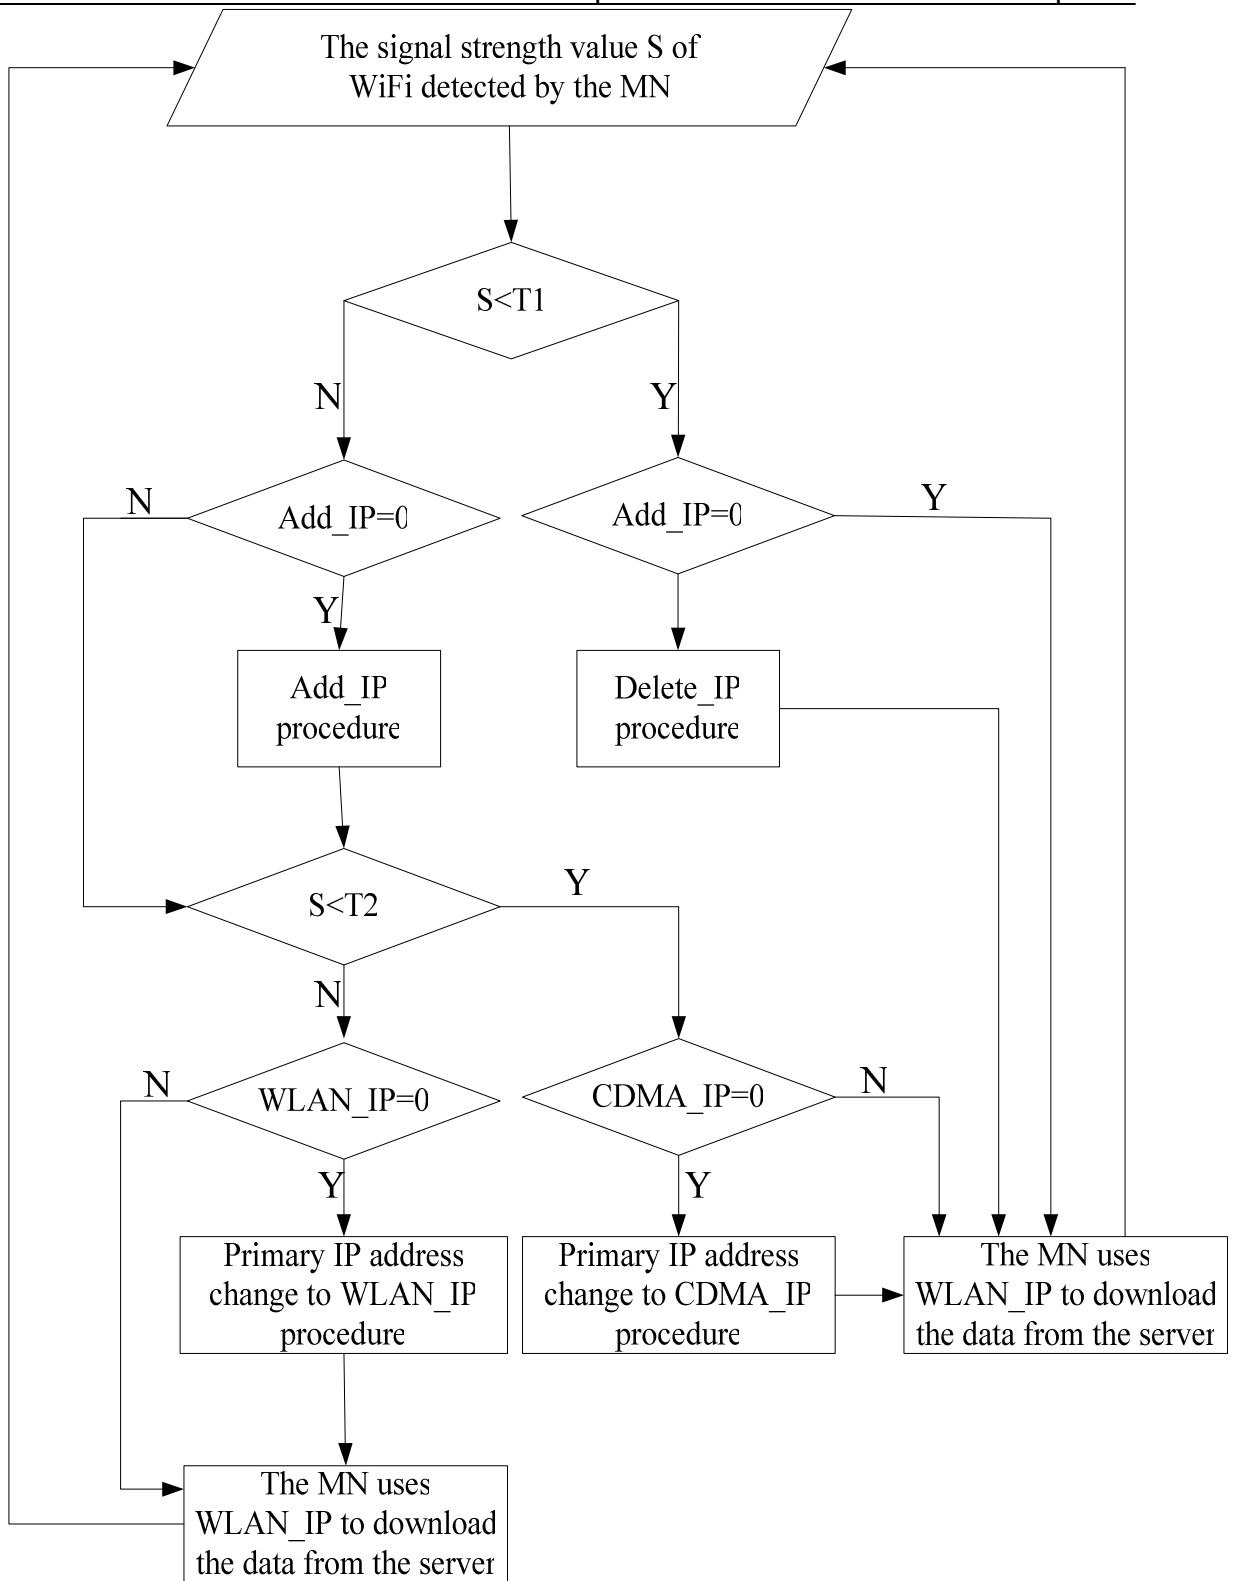 The signal strength value S of
WiFi detected by the MN
S<T1
N
Y
N
Add_IP=0
Add_IP=0
Y
Y
Add_IP
procedure
Delete_IP
procedure
S<T2
Y
N
N
WLAN_IP=0
CDMA_IP=0
N
Y
Y
Primary IP address
change to WLAN_IP
procedure
Primary IP address
change to CDMA_IP
procedure
The MN uses
WLAN_IP to download
the data from the server
The MN uses
WLAN_IP to download
the data from the server